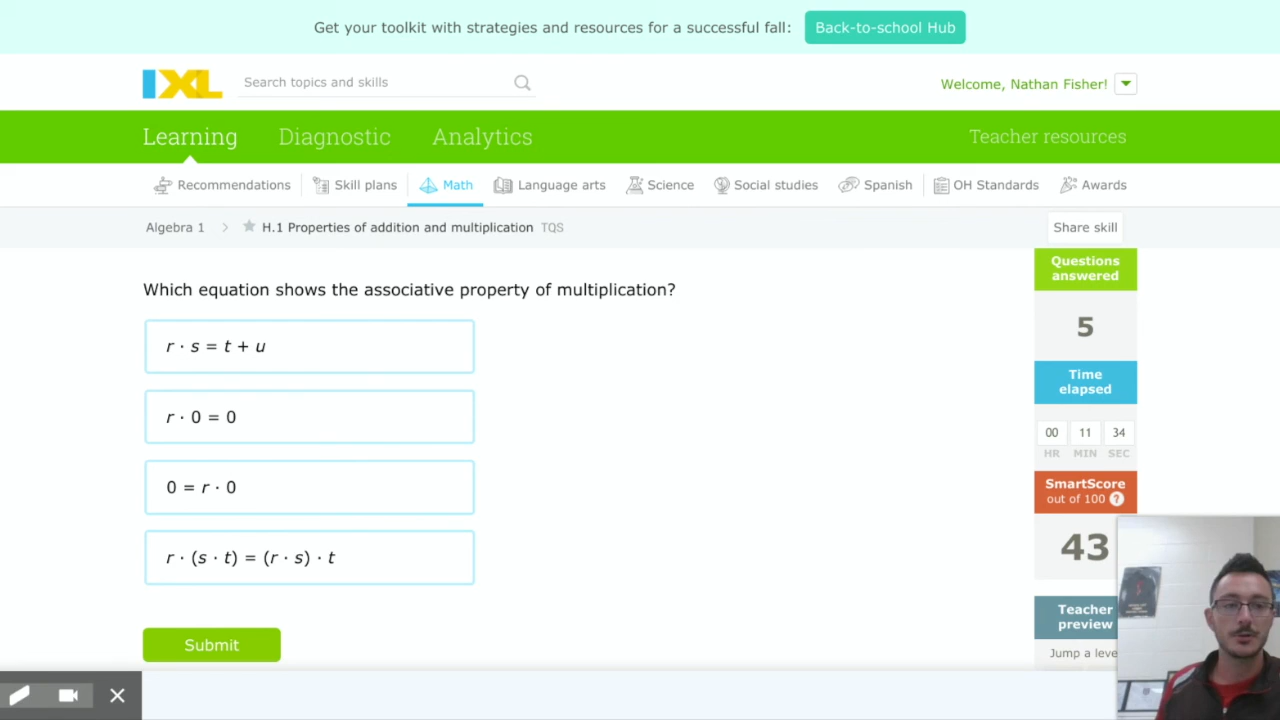 Get your toolkit with strategies and resources for a successful fall: Back-to-school Hub
IXL Search topics and skills Welcome, Nathan Fisher!
Learning Diagnostic Analytics Teacher resources
Recommendations Skill plans Math Language arts Science Social studies Spanish OH Standards Awards
Algebra 1 > H.1 Properties of addition and multiplication TQS Share skill
Which equation shows the associative property of multiplication?
r · s = t + u
r · 0 = 0
0 = r · 0
r · (s · t) = (r · s) · t
Submit
Questions
answered
5
Time
elapsed
00 11 34
HR MIN SEC
SmartScore
out of 100 ?
43
Teacher
preview
Jump a leve